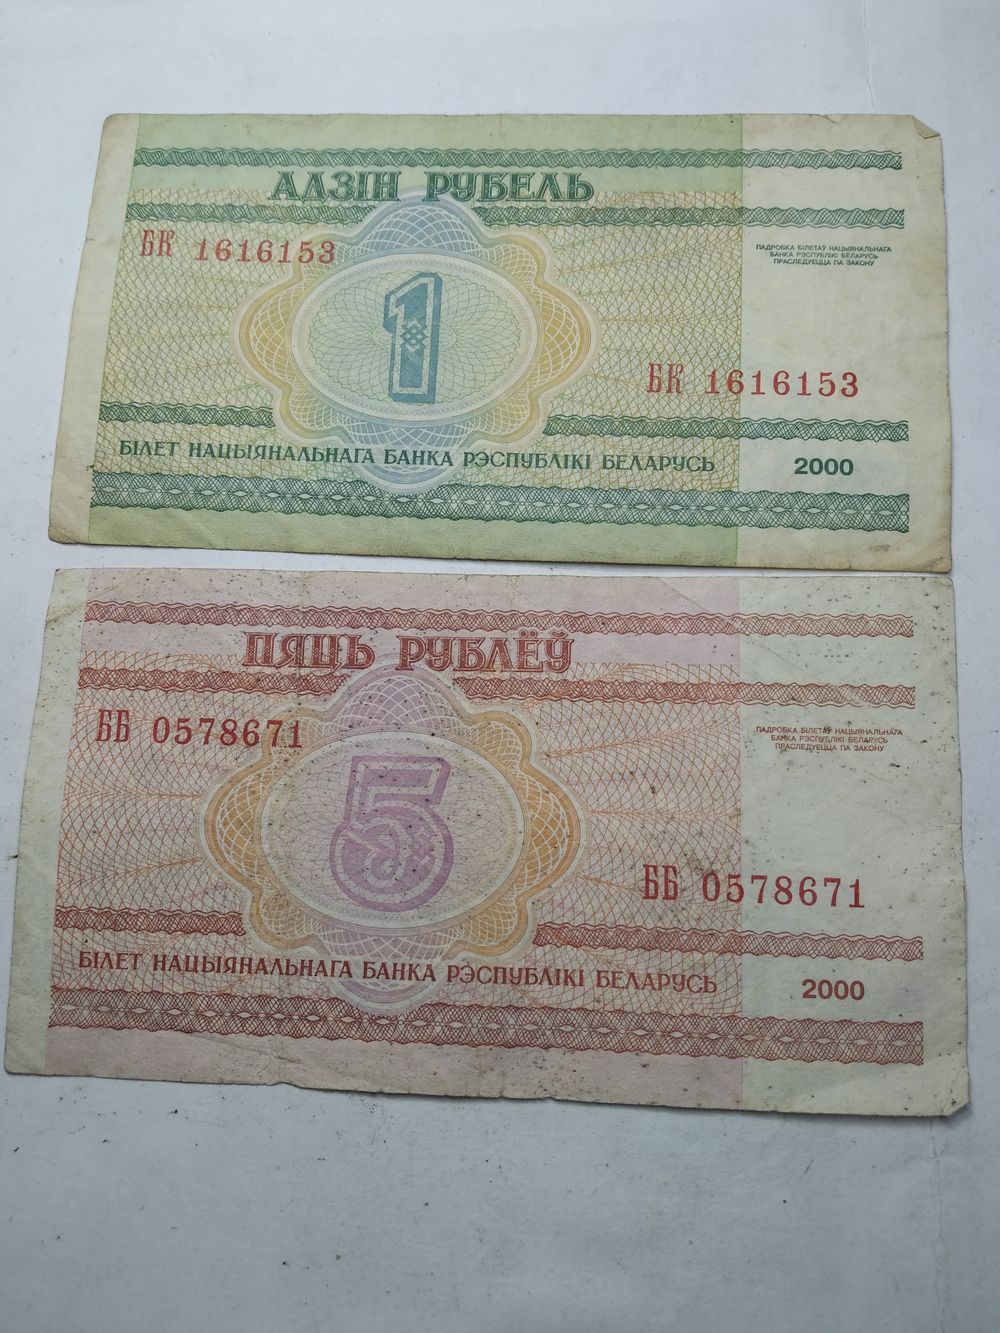 АДЗІН РУБЕЛЬ
БК 1616153
ПАДРОБКА БІЛЕТАЎ НАЦЫЯНАЛЬНАГА
БАНКА РЭСПУБЛІКІ БЕЛАРУСЬ
ПРАСЛЕДУЕЦЦА ПА ЗАКОНУ
1
БК 1616153
БІЛЕТ НАЦЫЯНАЛЬНАГА БАНКА РЭСПУБЛІКІ БЕЛАРУСЬ
2000
ПЯЦЬ РУБЛЁЎ
ББ 0578671
ПАДРОБКА БІЛЕТАЎ НАЦЫЯНАЛЬНАГА
БАНКА РЭСПУБЛІКІ БЕЛАРУСЬ
ПРАСЛЕДУЕЦЦА ПА ЗАКОНУ
5
ББ 0578671
БІЛЕТ НАЦЫЯНАЛЬНАГА БАНКА РЭСПУБЛІКІ БЕЛАРУСЬ
2000